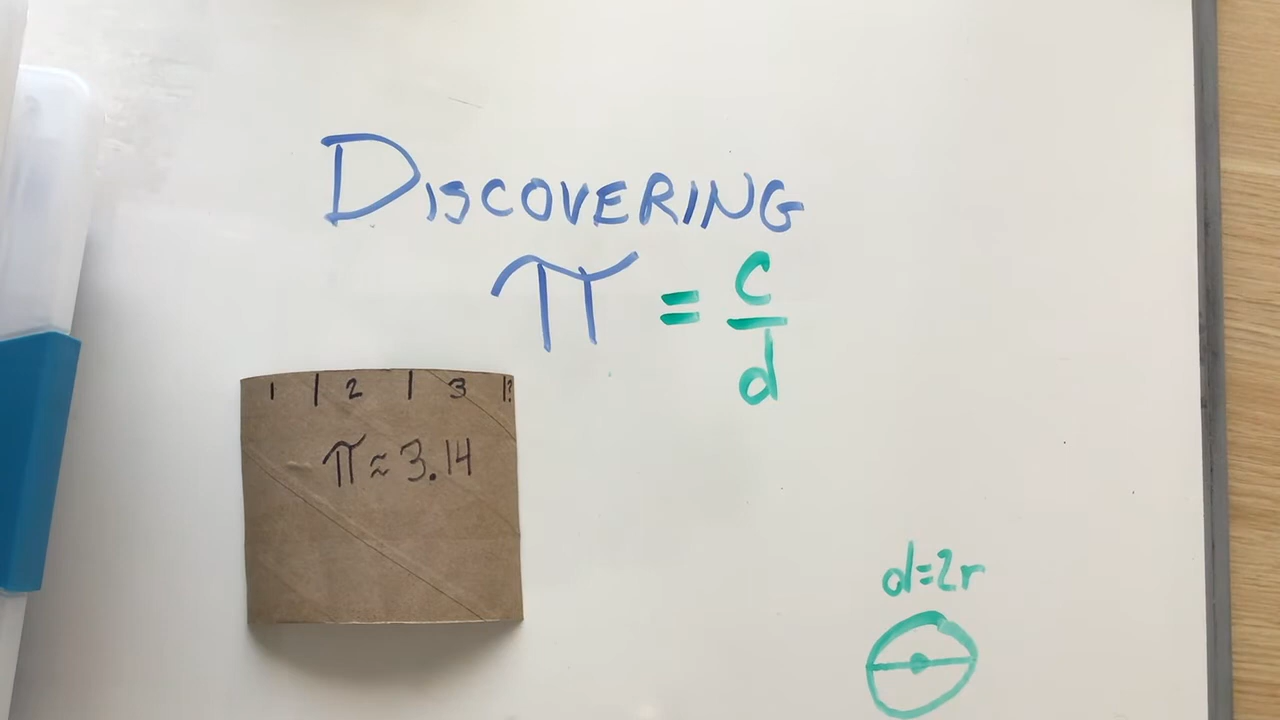 DISCOVERING
π = c/d
1 | 2 | 3 |?
π ≈ 3.14
d=2r